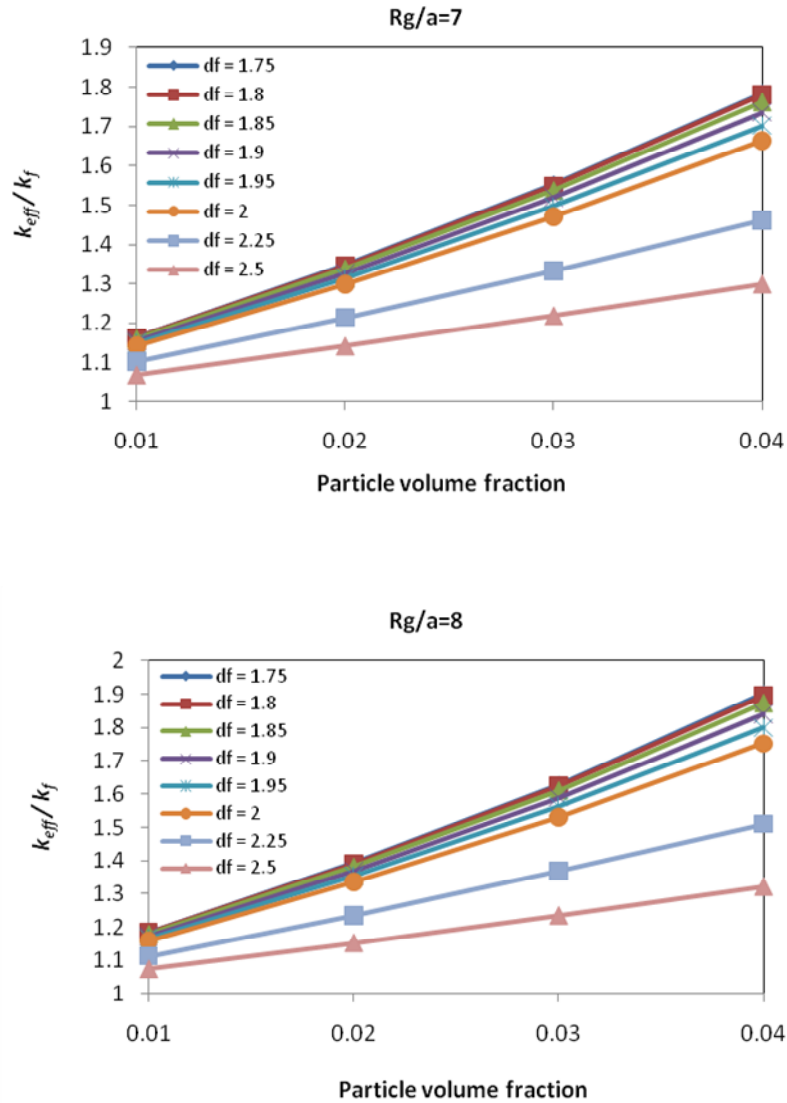 Rg/a=7
1.9
1.8
1.7
1.6
1.5
1.4
1.3
1.2
1.1
1
k_eff / k_f
df = 1.75
df = 1.8
df = 1.85
df = 1.9
df = 1.95
df = 2
df = 2.25
df = 2.5
0.01 0.02 0.03 0.04
Particle volume fraction
Rg/a=8
2
1.9
1.8
1.7
1.6
1.5
1.4
1.3
1.2
1.1
1
k_eff / k_f
df = 1.75
df = 1.8
df = 1.85
df = 1.9
df = 1.95
df = 2
df = 2.25
df = 2.5
0.01 0.02 0.03 0.04
Particle volume fraction